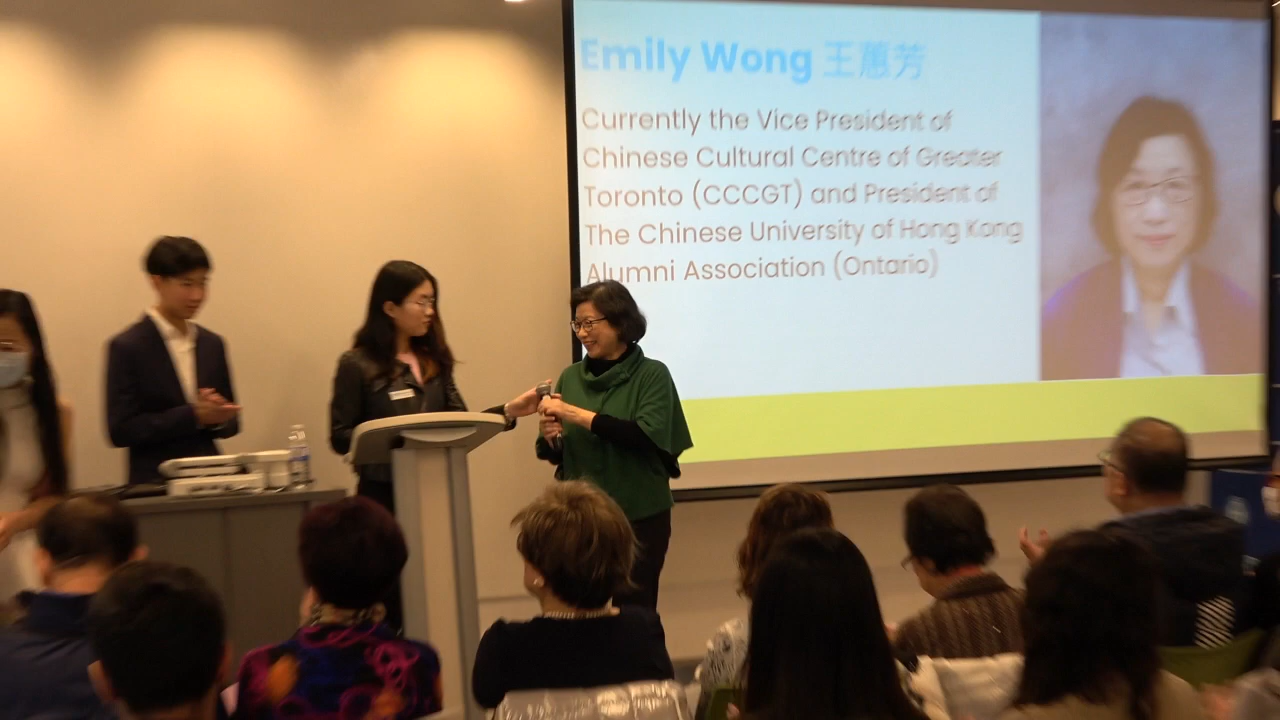 Emily Wong 王蕙芳
Currently the Vice President of
Chinese Cultural Centre of Greater
Toronto (CCCGT) and President of
The Chinese University of Hong Kong
Alumni Association (Ontario)